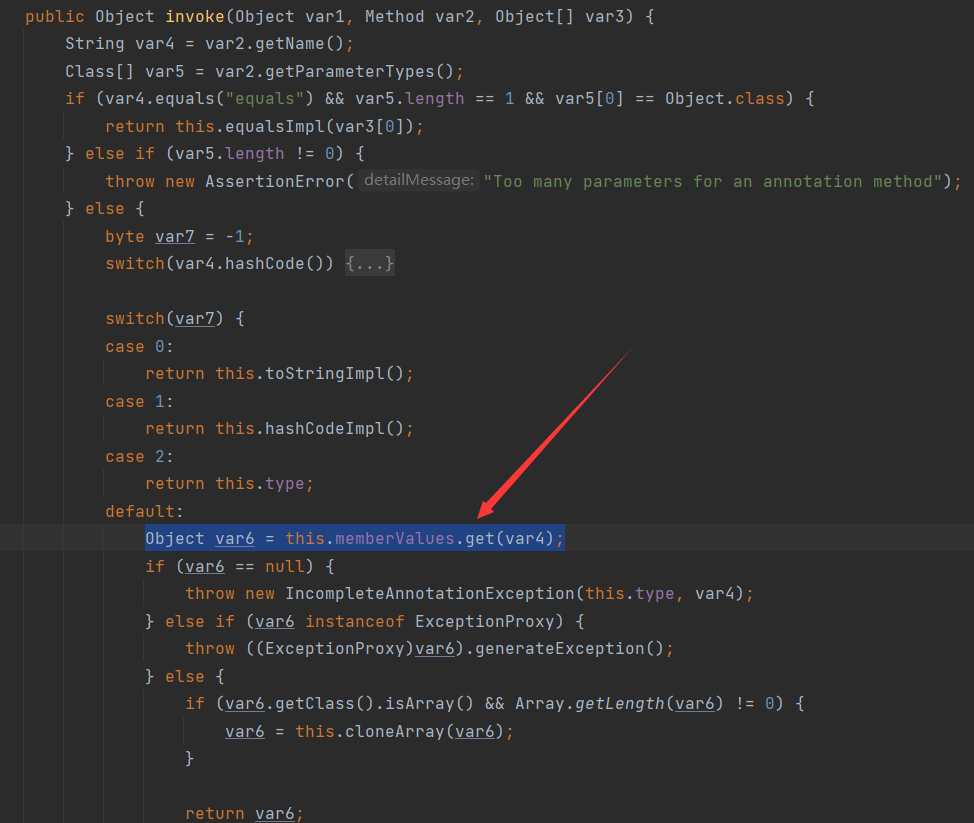 public Object invoke(Object var1, Method var2, Object[] var3) {
String var4 = var2.getName();
Class[] var5 = var2.getParameterTypes();
if (var4.equals("equals") && var5.length == 1 && var5[0] == Object.class) {
return this.equalsImpl(var3[0]);
} else if (var5.length != 0) {
throw new AssertionError( detailMessage: "Too many parameters for an annotation method");
} else {
byte var7 = -1;
switch(var4.hashCode()) {...}
switch(var7) {
case 0:
return this.toStringImpl();
case 1:
return this.hashCodeImpl();
case 2:
return this.type;
default:
Object var6 = this.memberValues.get(var4);
if (var6 == null) {
throw new IncompleteAnnotationException(this.type, var4);
} else if (var6 instanceof ExceptionProxy) {
throw ((ExceptionProxy)var6).generateException();
} else {
if (var6.getClass().isArray() && Array.getLength(var6) != 0) {
var6 = this.cloneArray(var6);
}
return var6;